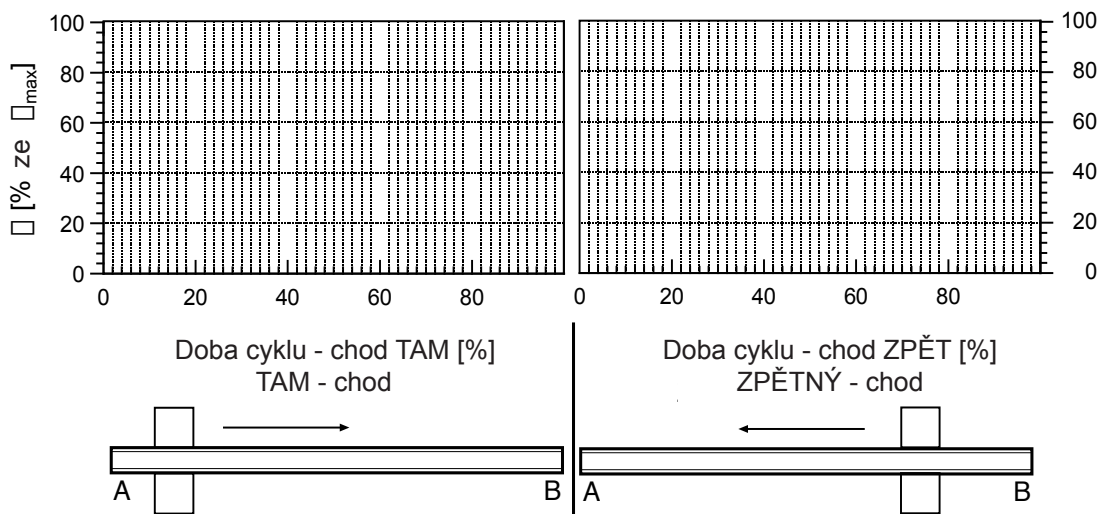 100
80
60
40
20
0
□ [% ze □max]
0 20 40 60 80
100
80
60
40
20
0
0 20 40 60 80
Doba cyklu - chod TAM [%]
TAM - chod
Doba cyklu - chod ZPĚT [%]
ZPĚTNÝ - chod
A B
A B